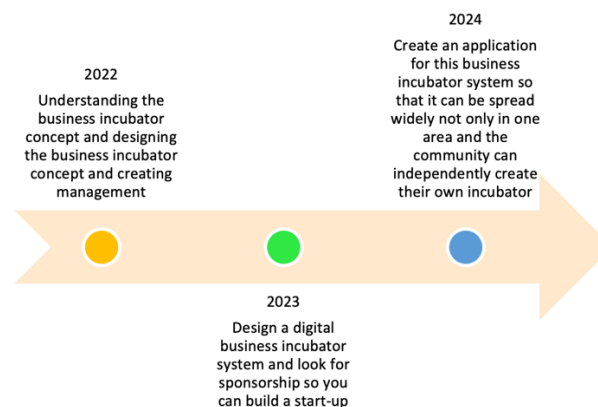 2022
Understanding the
business incubator
concept and designing
the business incubator
concept and creating
management
2023
Design a digital
business incubator
system and look for
sponsorship so you
can build a start-up
2024
Create an application
for this business
incubator system so
that it can be spread
widely not only in one
area and the
community can
independently create
their own incubator